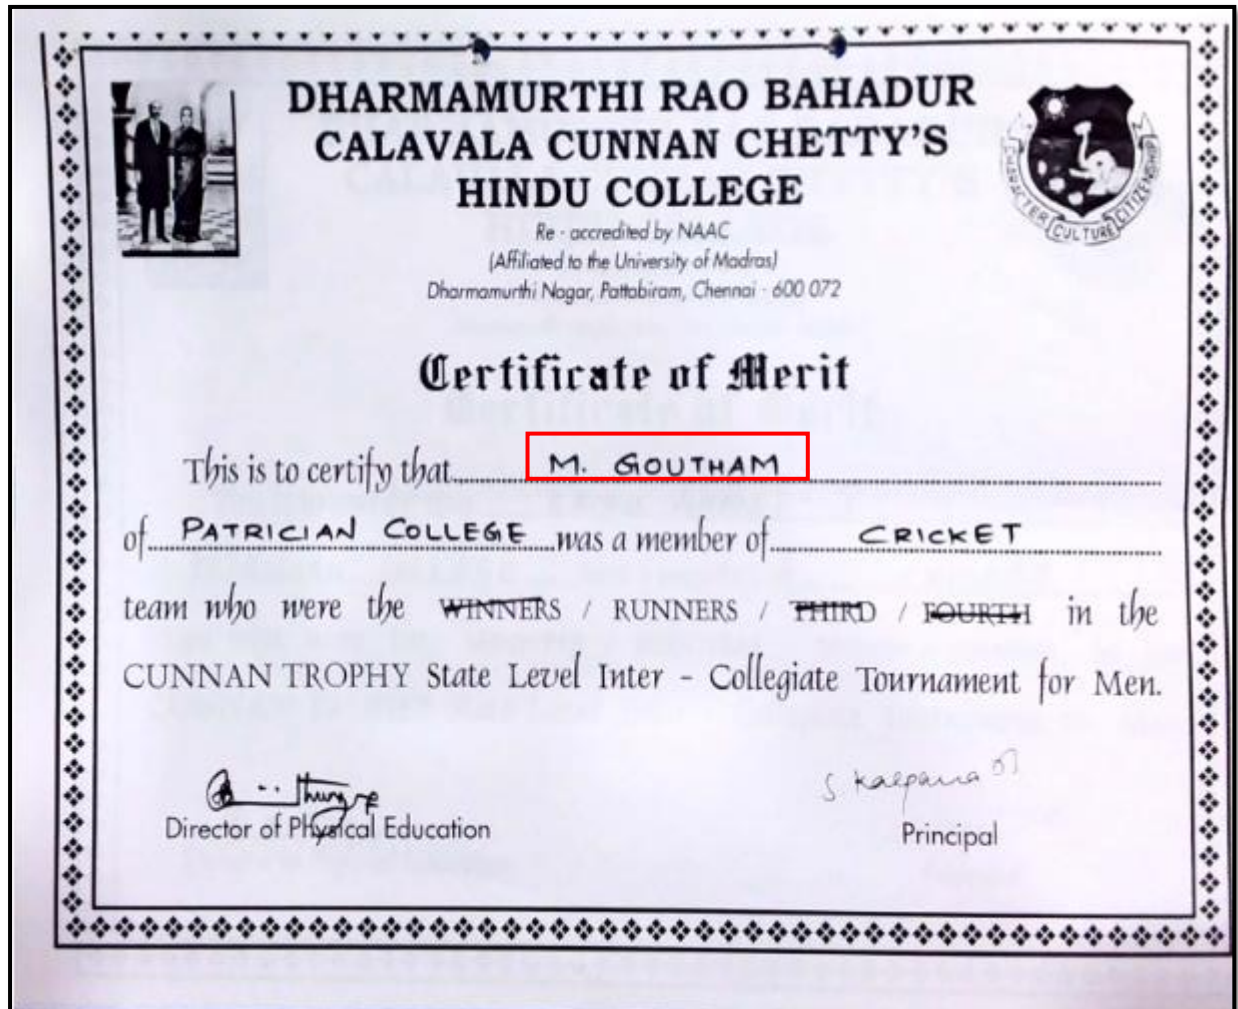 DHARMAMURTHI RAO BAHADUR
CALAVALA CUNNAN CHETTY'S
HINDU COLLEGE
Re - accredited by NAAC
(Affiliated to the University of Madras)
Dharmamurthi Nagar, Pattabiram, Chennai - 600 072
CHARACTER CULTURE CITIZENSHIP
Certificate of Merit
This is to certify that M. GOUTHAM
of PATRICIAN COLLEGE was a member of CRICKET
team who were the WINNERS / RUNNERS / THIRD / FOURTH in the
CUNNAN TROPHY State Level Inter - Collegiate Tournament for Men.
S Kalpana
Director of Physical Education
Principal